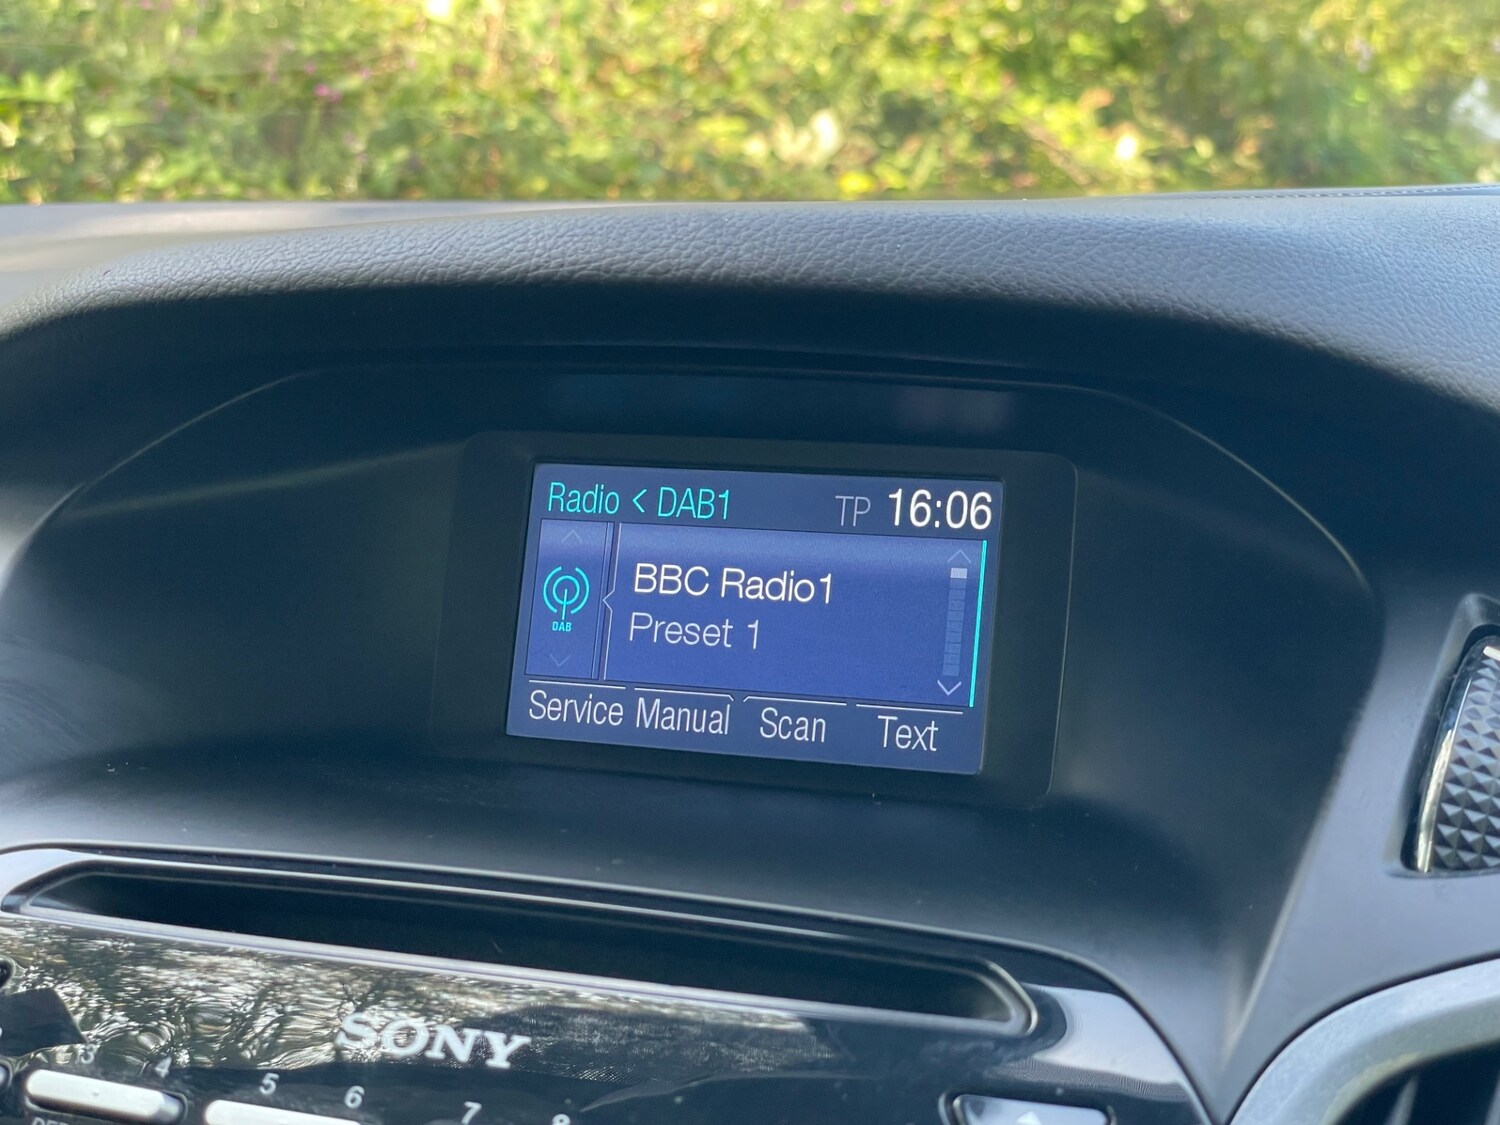 Radio < DAB1 TP 16:06
DAB
BBC Radio1
Preset 1
Service Manual Scan Text
SONY
3 4 5 6 7 8